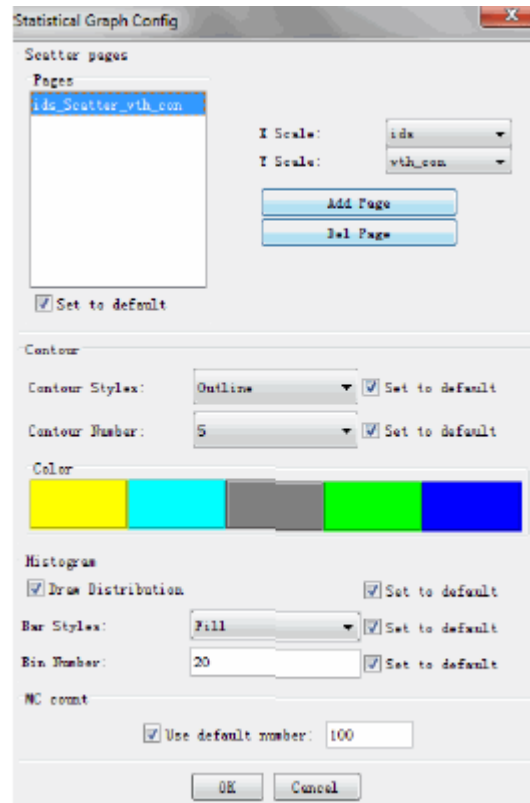 Statistical Graph Config
Scatter pages
Pages
ids_Scatter_vth_con
X Scale: ids
Y Scale: vth_con
Add Page
Del Page
Set to default
Contour
Contour Styles: Outline Set to default
Contour Number: 5 Set to default
Color
Histogram
Draw Distribution Set to default
Bar Styles: Fill Set to default
Bin Number: 20 Set to default
MC count
Use default number: 100
OK Cancel